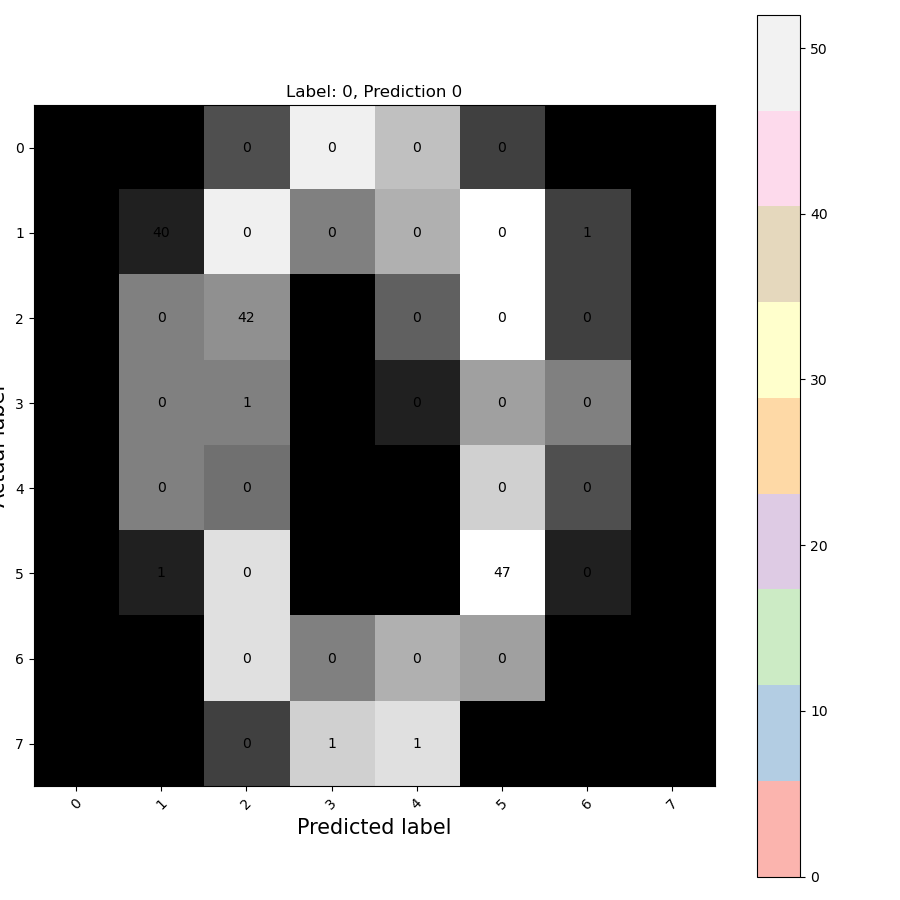 Label: 0, Prediction 0
0 0 0 0 0
1 40 0 0 0 0 1
2 0 42 0 0 0
3 0 1 0 0 0
4 0 0 0 0
5 1 0 47 0
6 0 0 0 0
7 0 1 1
0 1 2 3 4 5 6 7
Predicted label
Actual label
50
40
30
20
10
0